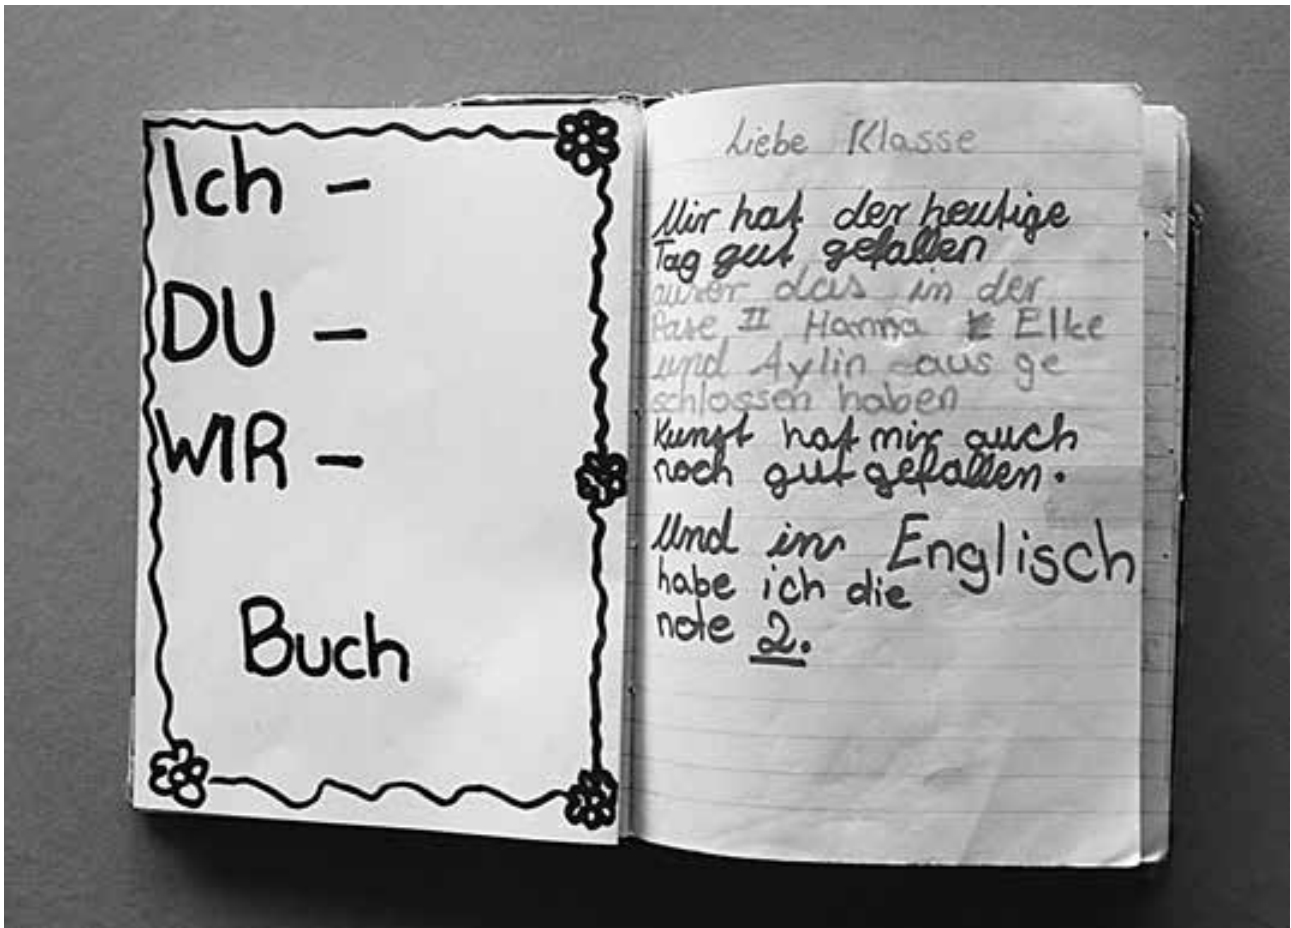 Ich -
DU -
WIR -
Buch
Liebe Klasse
Mir hat der heutige
Tag gut gefallen
auser das in der
Pase II Hanna Elke
und Aylin aus ge
schlossen haben
Kunst hat mir auch
noch gut gefallen.
Und in Englisch
habe ich die
note 2.